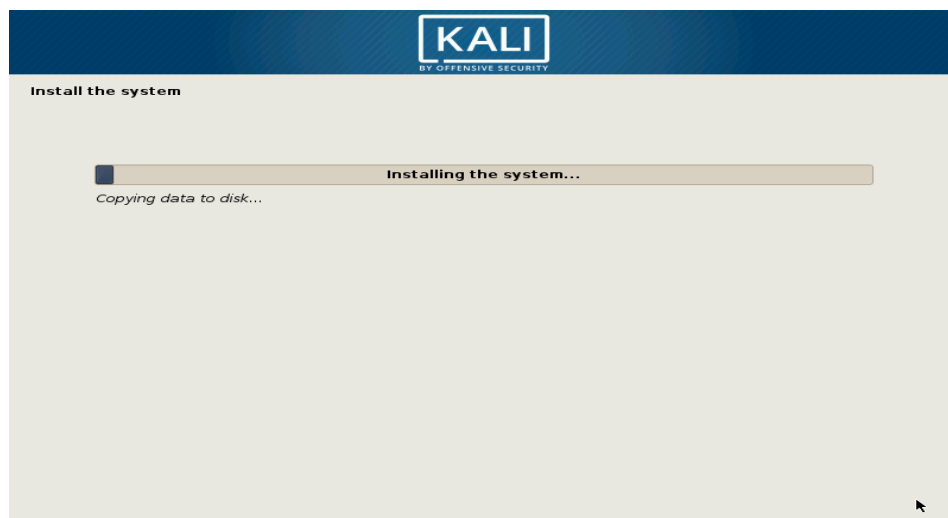 KALI
BY OFFENSIVE SECURITY
Install the system
Installing the system...
Copying data to disk...